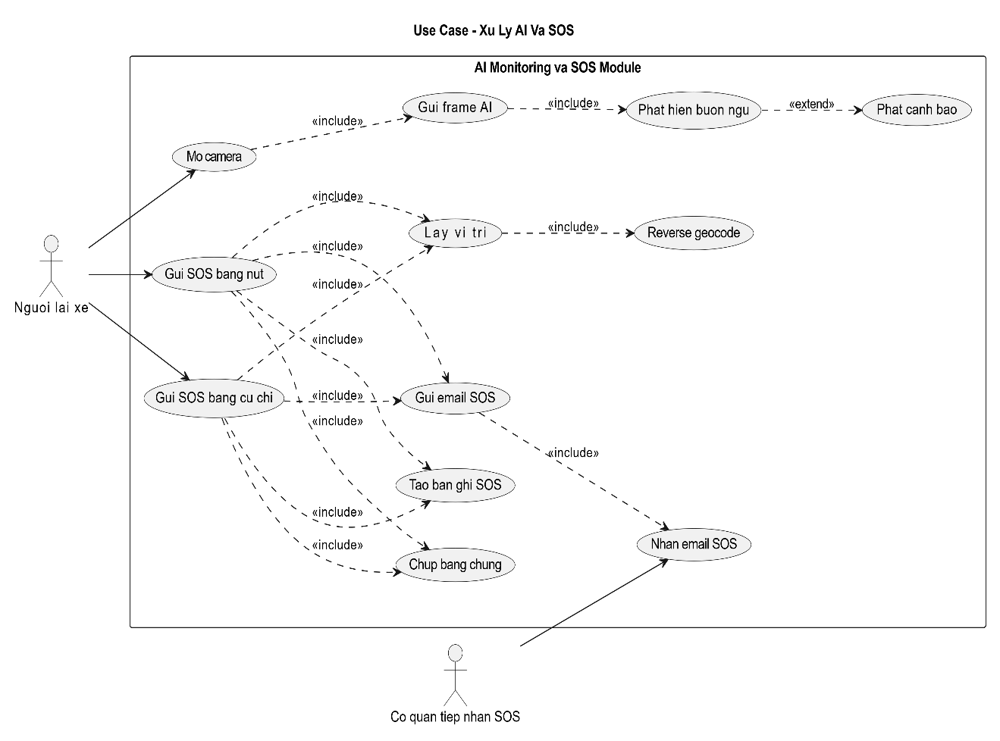 Use Case - Xu Ly AI Va SOS
AI Monitoring va SOS Module
Gui frame AI
«include»
Phat hien buon ngu
«extend»
Phat canh bao
«include»
Mo camera
«include»
Lay vi tri
«include»
Reverse geocode
«include»
Gui SOS bang nut
«include»
Nguoi lai xe
«include»
Gui SOS bang cu chi
«include»
Gui email SOS
«include»
«include»
Tao ban ghi SOS
«include»
«include»
Nhan email SOS
Chup bang chung
Co quan tiep nhan SOS